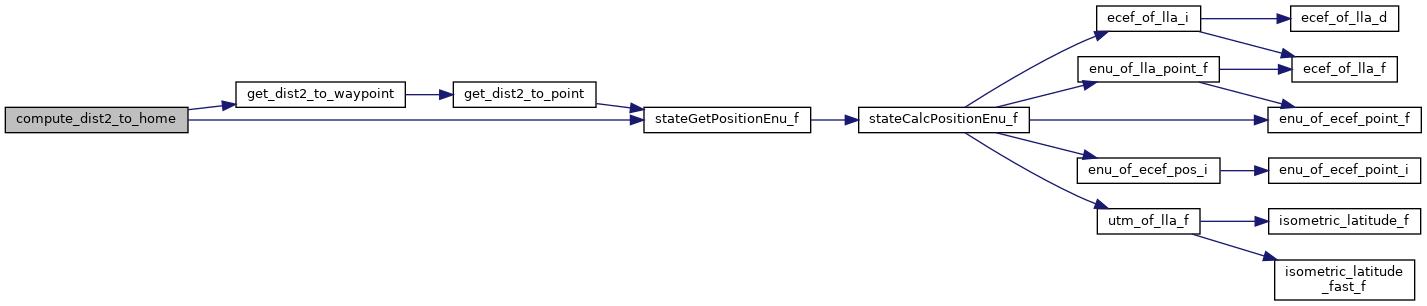 compute_dist2_to_home
get_dist2_to_waypoint
get_dist2_to_point
stateGetPositionEnu_f
stateCalcPositionEnu_f
ecef_of_lla_i
ecef_of_lla_d
enu_of_lla_point_f
ecef_of_lla_f
enu_of_ecef_point_f
enu_of_ecef_pos_i
enu_of_ecef_point_i
utm_of_lla_f
isometric_latitude_f
isometric_latitude
_fast_f